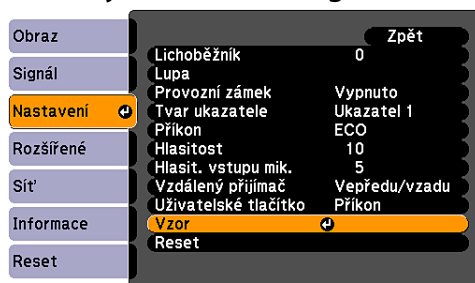 Obraz
Signál
Nastavení
Rozšířené
Síť
Informace
Reset
Zpět
Lichoběžník 0
Lupa
Provozní zámek Vypnuto
Tvar ukazatele Ukazatel 1
Příkon ECO
Hlasitost 10
Hlasit. vstupu mik. 5
Vzdálený přijímač Vepředu/vzadu
Uživatelské tlačítko Příkon
Vzor
Reset